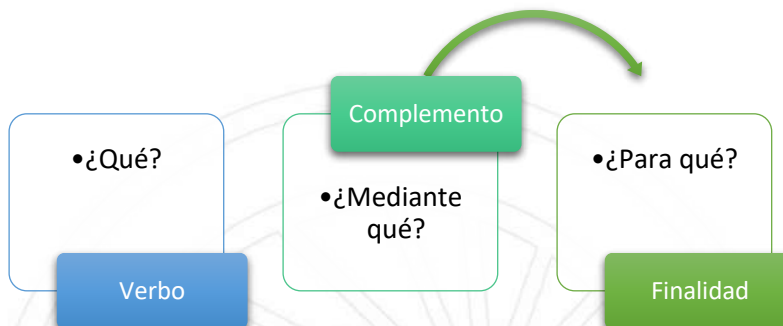 •¿Qué?
Verbo
Complemento
•¿Mediante
qué?
•¿Para qué?
Finalidad